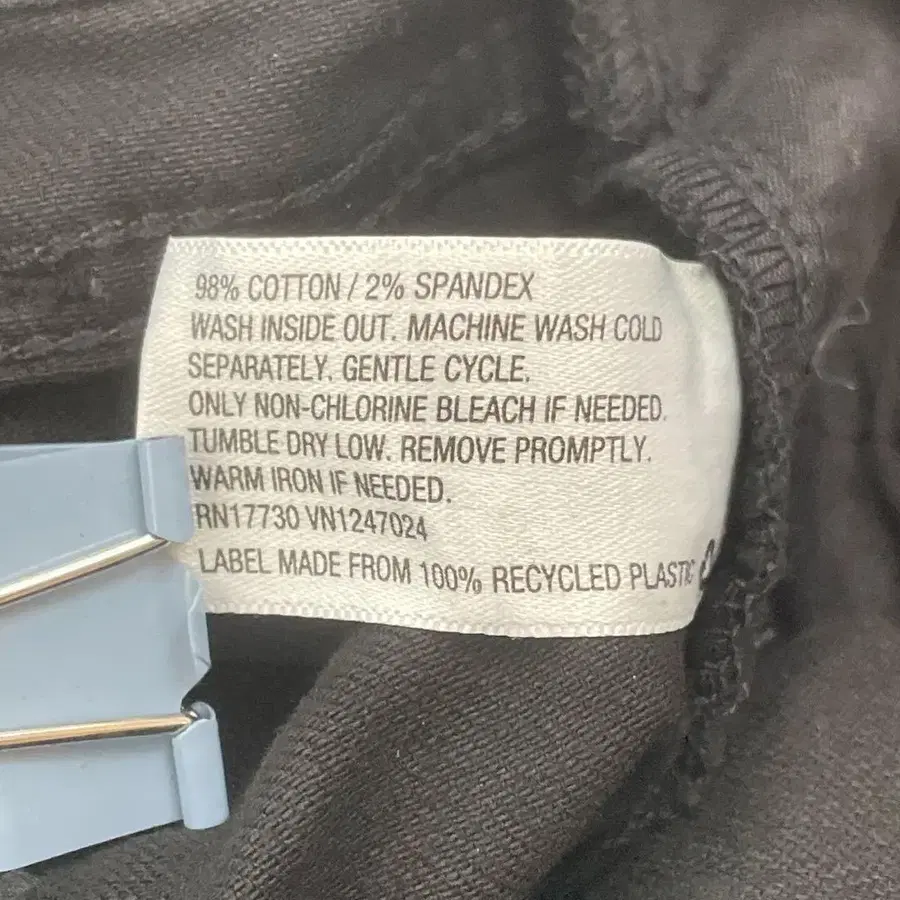 98% COTTON / 2% SPANDEX
WASH INSIDE OUT. MACHINE WASH COLD
SEPARATELY. GENTLE CYCLE.
ONLY NON-CHLORINE BLEACH IF NEEDED.
TUMBLE DRY LOW. REMOVE PROMPTLY.
WARM IRON IF NEEDED.
RN17730 VN1247024
LABEL MADE FROM 100% RECYCLED PLASTIC